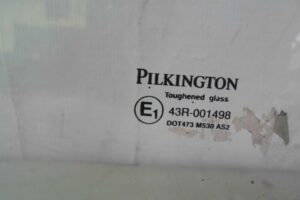 PILKINGTON
Toughened glass
E1 43R-001498
DOT473 M530 AS2